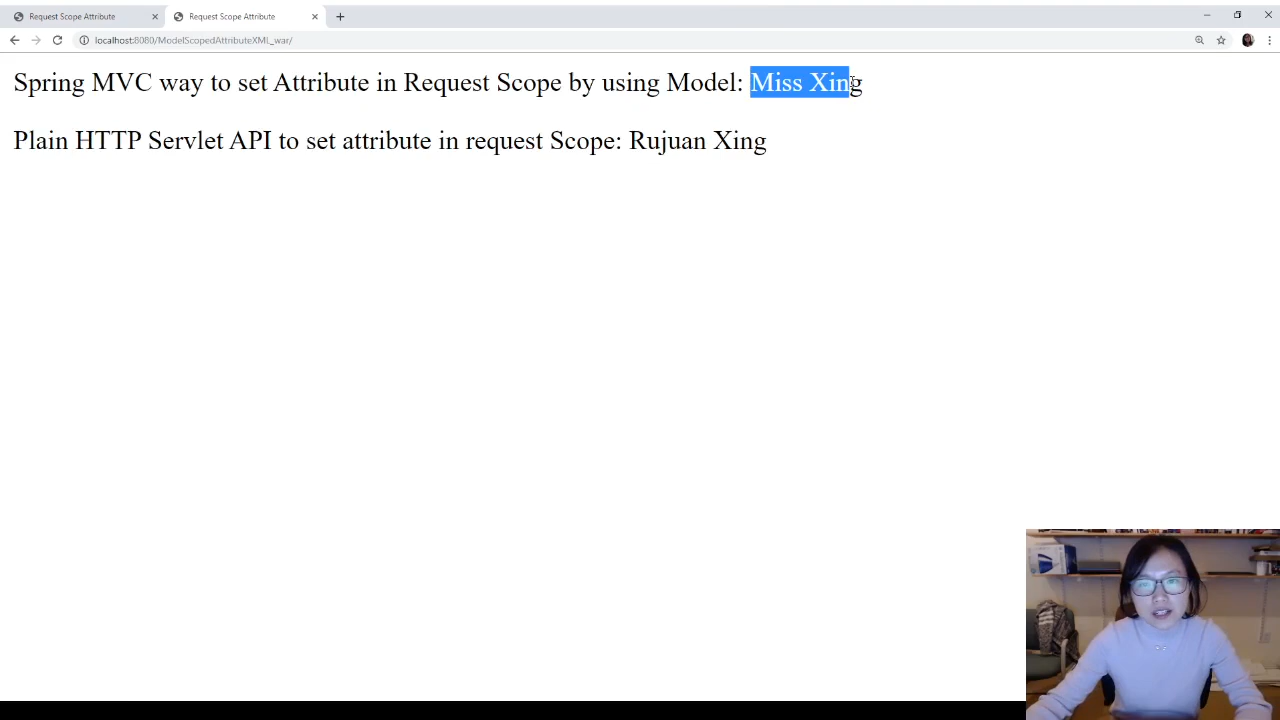 Request Scope Attribute
Request Scope Attribute
localhost:8080/ModelScopedAttributeXML_war/
Spring MVC way to set Attribute in Request Scope by using Model: Miss Xing
Plain HTTP Servlet API to set attribute in request Scope: Rujuan Xing